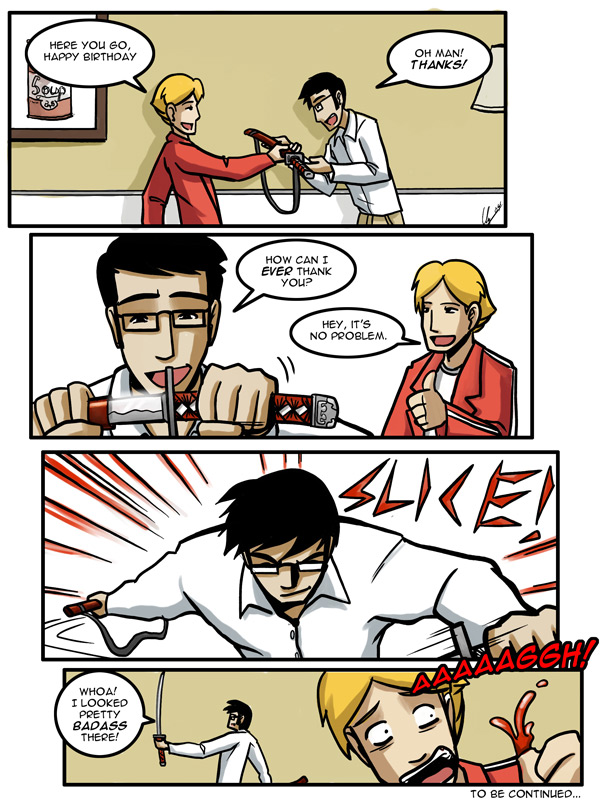 HERE YOU GO,
HAPPY BIRTHDAY
OH MAN!
THANKS!
Soup
HOW CAN I
EVER THANK
YOU?
HEY, IT'S
NO PROBLEM.
SLICE!
AAAAAGGH!
WHOA!
I LOOKED
PRETTY
BADASS
THERE!
TO BE CONTINUED...